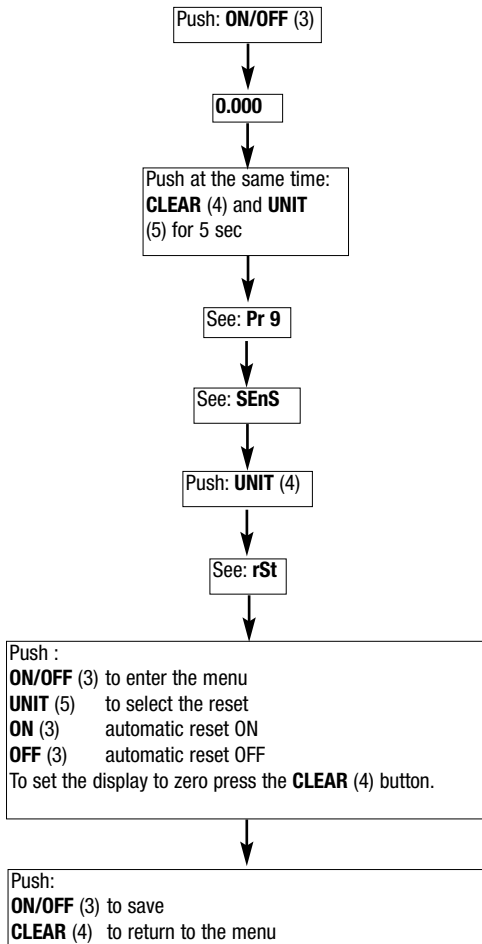 Push: ON/OFF (3)
0.000
Push at the same time:
CLEAR (4) and UNIT
(5) for 5 sec
See: Pr 9
See: SEnS
Push: UNIT (4)
See: rSt
Push :
ON/OFF (3) to enter the menu
UNIT (5) to select the reset
ON (3) automatic reset ON
OFF (3) automatic reset OFF
To set the display to zero press the CLEAR (4) button.
Push:
ON/OFF (3) to save
CLEAR (4) to return to the menu